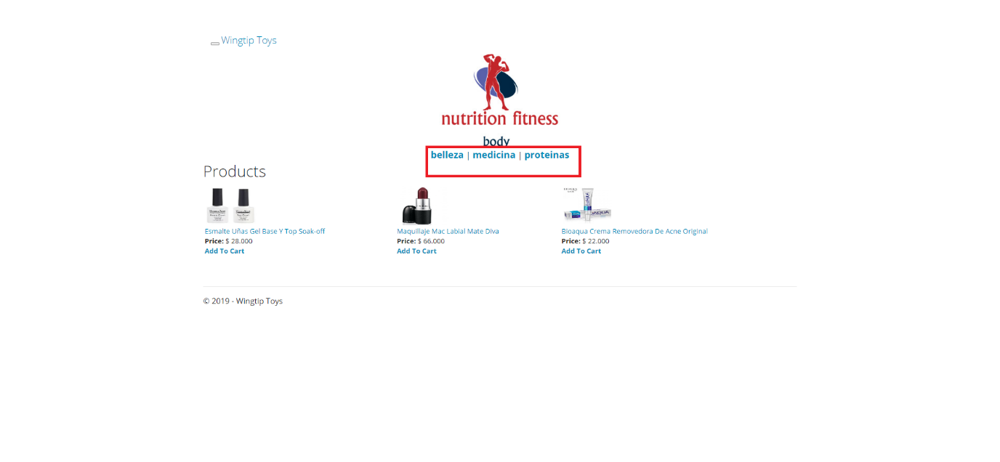 Wingtip Toys
nutrition fitness
body
belleza | medicina | proteinas
Products
Esmalte Uñas Gel Base Y Top Soak-off
Price: $ 28.000
Add To Cart
Maquillaje Mac Labial Mate Diva
Price: $ 66.000
Add To Cart
Bioaqua Crema Removedora De Acne Original
Price: $ 22.000
Add To Cart
© 2019 - Wingtip Toys